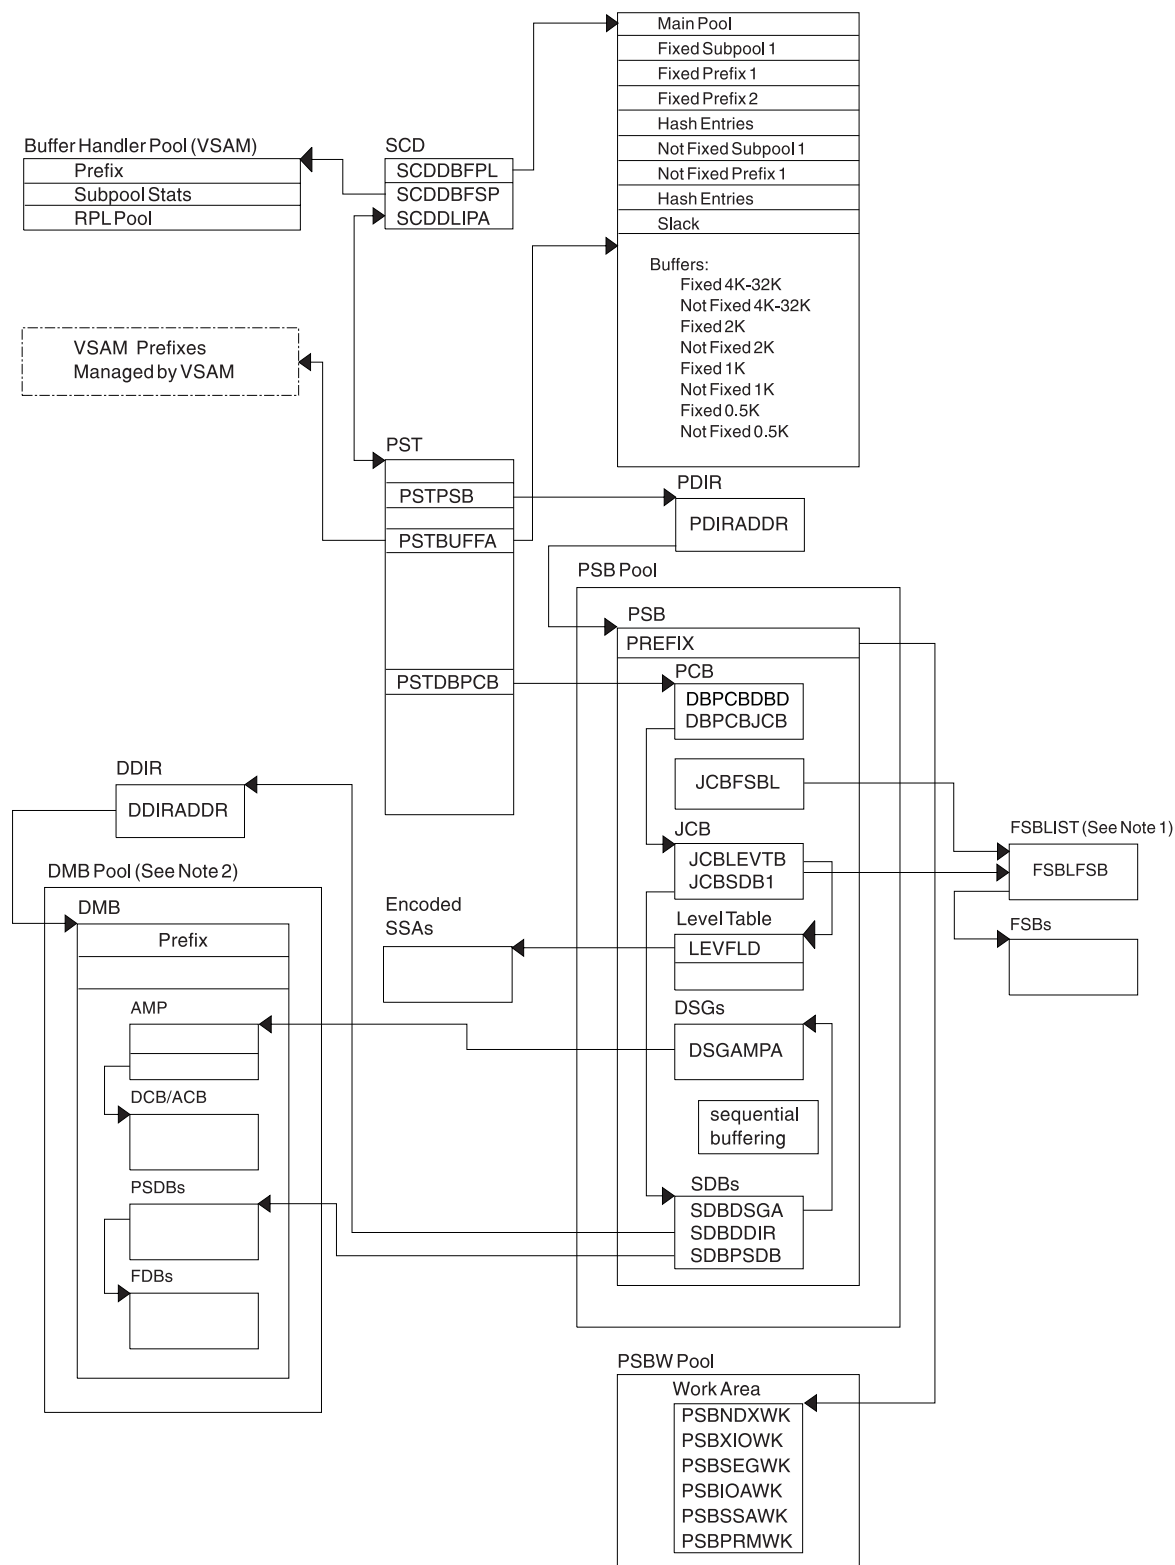 Main Pool
Fixed Subpool 1
Fixed Prefix 1
Fixed Prefix 2
Hash Entries
Not Fixed Subpool 1
Not Fixed Prefix 1
Hash Entries
Slack
Buffers:
Fixed 4K-32K
Not Fixed 4K-32K
Fixed 2K
Not Fixed 2K
Fixed 1K
Not Fixed 1K
Fixed 0.5K
Not Fixed 0.5K
Buffer Handler Pool (VSAM)
Prefix
Subpool Stats
RPL Pool
SCD
SCDDBFPL
SCDDBFSP
SCDDLIPA
VSAM Prefixes
Managed by VSAM
PST
PSTPSB
PSTBUFFA
PSTDBPCB
PDIR
PDIRADDR
PSB Pool
PSB
PREFIX
PCB
DBPCBDBD
DBPCBJCB
JCBFSBL
JCB
JCBLEVTB
JCBSDB1
Level Table
LEVFLD
DSGs
DSGAMPA
sequential
buffering
SDBs
SDBDSGA
SDBDDIR
SDBPSDB
FSBLIST (See Note 1)
FSBLFSB
FSBs
Encoded
SSAs
DDIR
DDIRADDR
DMB Pool (See Note 2)
DMB
Prefix
AMP
DCB/ACB
PSDBs
FDBs
PSBW Pool
Work Area
PSBNDXWK
PSBXIOWK
PSBSEGWK
PSBIOAWK
PSBSSAWK
PSBPRMWK